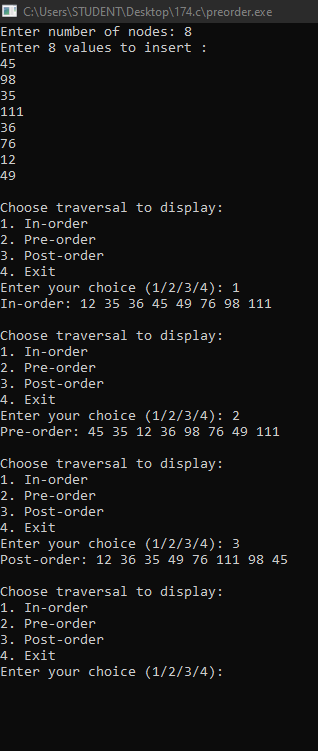 C:\Users\STUDENT\Desktop\174.c\preorder.exe
Enter number of nodes: 8
Enter 8 values to insert :
45
98
35
111
36
76
12
49
Choose traversal to display:
1. In-order
2. Pre-order
3. Post-order
4. Exit
Enter your choice (1/2/3/4): 1
In-order: 12 35 36 45 49 76 98 111
Choose traversal to display:
1. In-order
2. Pre-order
3. Post-order
4. Exit
Enter your choice (1/2/3/4): 2
Pre-order: 45 35 12 36 98 76 49 111
Choose traversal to display:
1. In-order
2. Pre-order
3. Post-order
4. Exit
Enter your choice (1/2/3/4): 3
Post-order: 12 36 35 49 76 111 98 45
Choose traversal to display:
1. In-order
2. Pre-order
3. Post-order
4. Exit
Enter your choice (1/2/3/4):